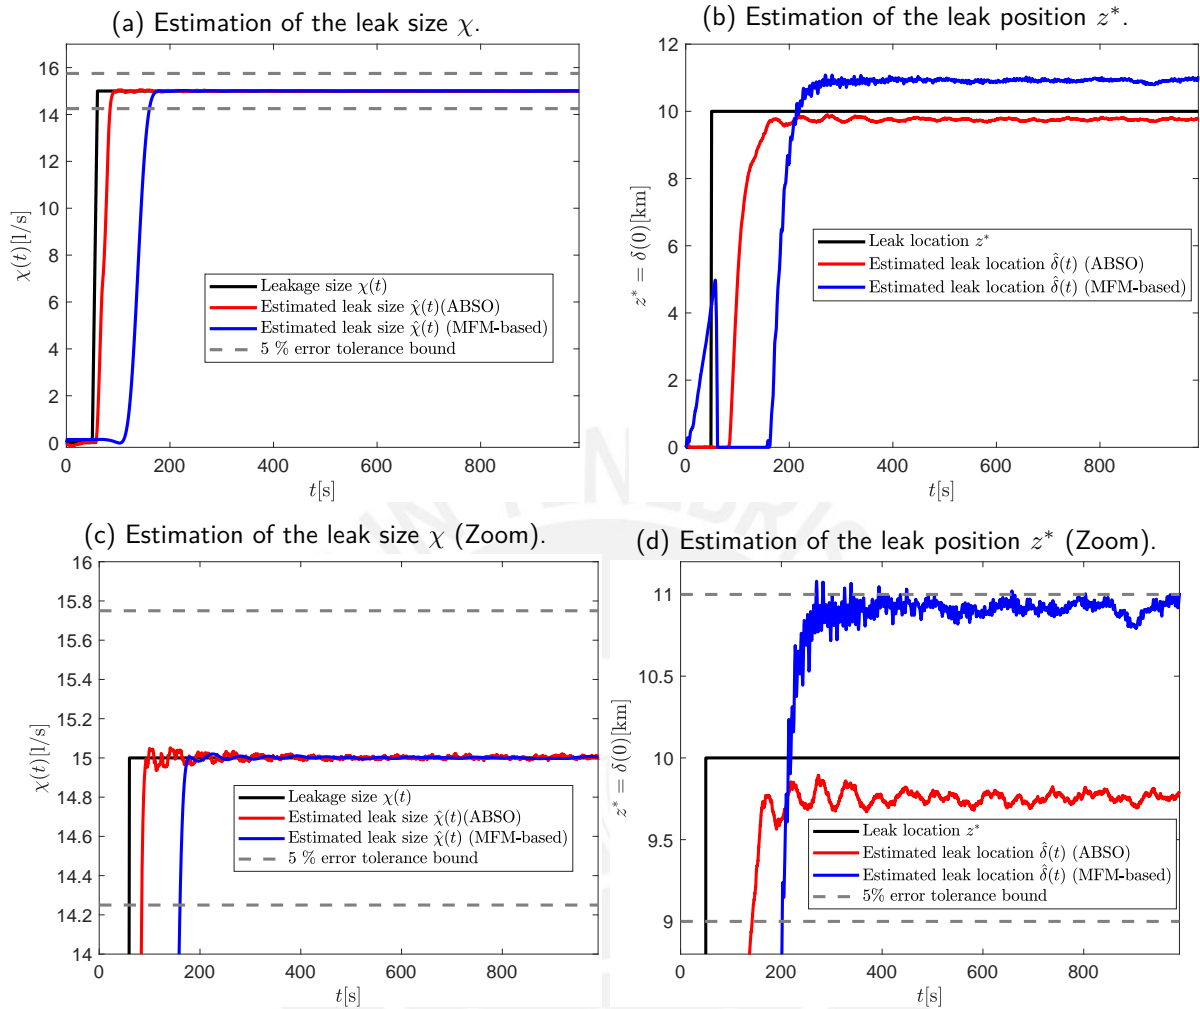 (a) Estimation of the leak size χ.
16
14
12
10
8
6
4
2
0
χ(t)[l/s]
Leakage size χ(t)
Estimated leak size χ̂(t)(ABSO)
Estimated leak size χ̂(t) (MFM-based)
5 % error tolerance bound
0
200
400
600
800
t[s]
(b) Estimation of the leak position z*.
12
10
8
6
4
2
0
z* = δ(0)[km]
Leak location z*
Estimated leak location δ̂(t) (ABSO)
Estimated leak location δ̂(t) (MFM-based)
0
200
400
600
800
t[s]
(c) Estimation of the leak size χ (Zoom).
16
15.8
15.6
15.4
15.2
15
14.8
14.6
14.4
14.2
14
χ(t)[l/s]
Leakage size χ(t)
Estimated leak size χ̂(t)(ABSO)
Estimated leak size χ̂(t) (MFM-based)
5 % error tolerance bound
0
200
400
600
800
t[s]
(d) Estimation of the leak position z* (Zoom).
11
10.5
10
9.5
9
z* = δ(0)[km]
Leak location z*
Estimated leak location δ̂(t) (ABSO)
Estimated leak location δ̂(t) (MFM-based)
5% error tolerance bound
0
200
400
600
800
t[s]